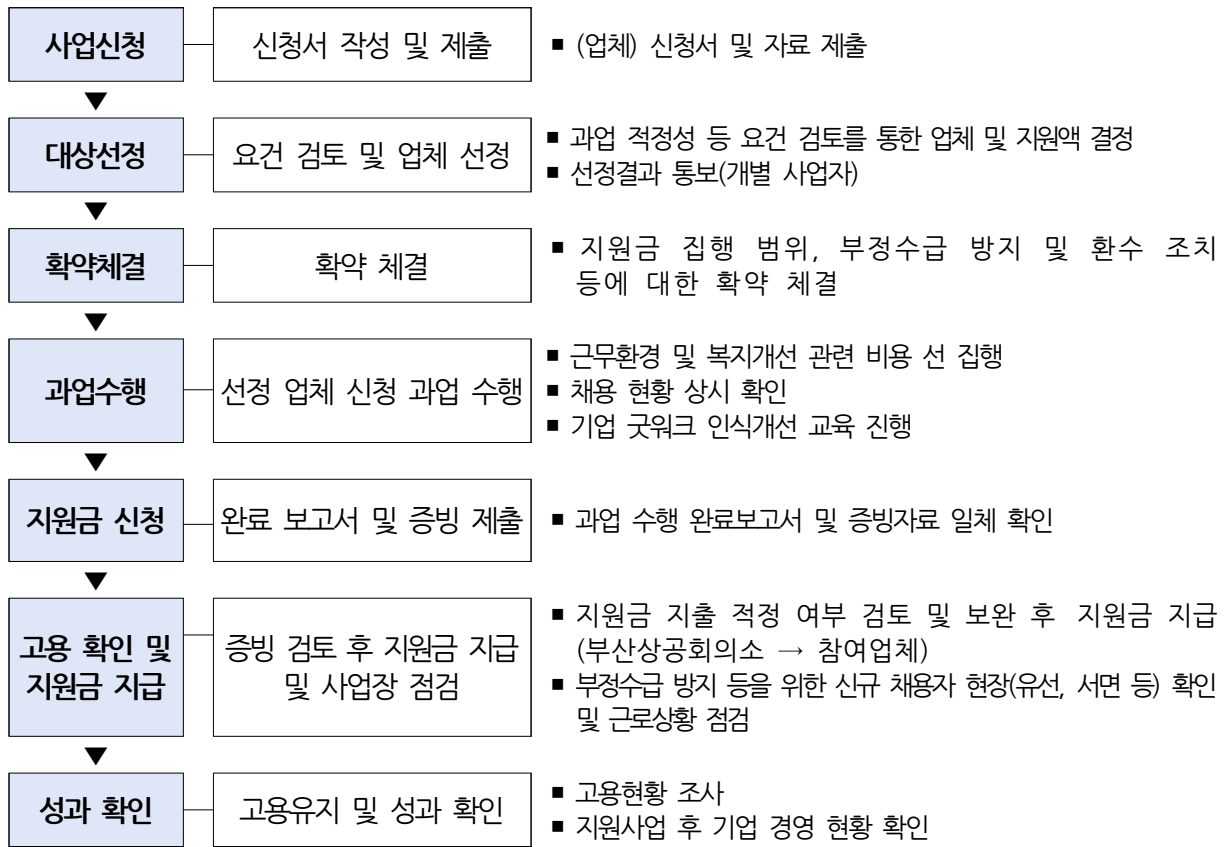 사업신청
신청서 작성 및 제출
■ (업체) 신청서 및 자료 제출
▼
대상선정
요건 검토 및 업체 선정
■ 과업 적정성 등 요건 검토를 통한 업체 및 지원액 결정
■ 선정결과 통보(개별 사업자)
▼
확약체결
확약 체결
■ 지원금 집행 범위, 부정수급 방지 및 환수 조치
등에 대한 확약 체결
▼
과업수행
선정 업체 신청 과업 수행
■ 근무환경 및 복지개선 관련 비용 선 집행
■ 채용 현황 상시 확인
■ 기업 굿워크 인식개선 교육 진행
▼
지원금 신청
완료 보고서 및 증빙 제출
■ 과업 수행 완료보고서 및 증빙자료 일체 확인
▼
고용 확인 및
지원금 지급
증빙 검토 후 지원금 지급
및 사업장 점검
■ 지원금 지출 적정 여부 검토 및 보완 후 지원금 지급
(부산상공회의소 → 참여업체)
■ 부정수급 방지 등을 위한 신규 채용자 현장(유선, 서면 등) 확인
및 근로상황 점검
▼
성과 확인
고용유지 및 성과 확인
■ 고용현황 조사
■ 지원사업 후 기업 경영 현황 확인